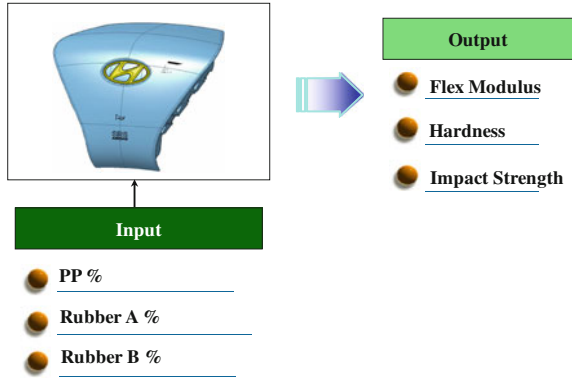 Output
Flex Modulus
Hardness
Impact Strength
Input
PP %
Rubber A %
Rubber B %